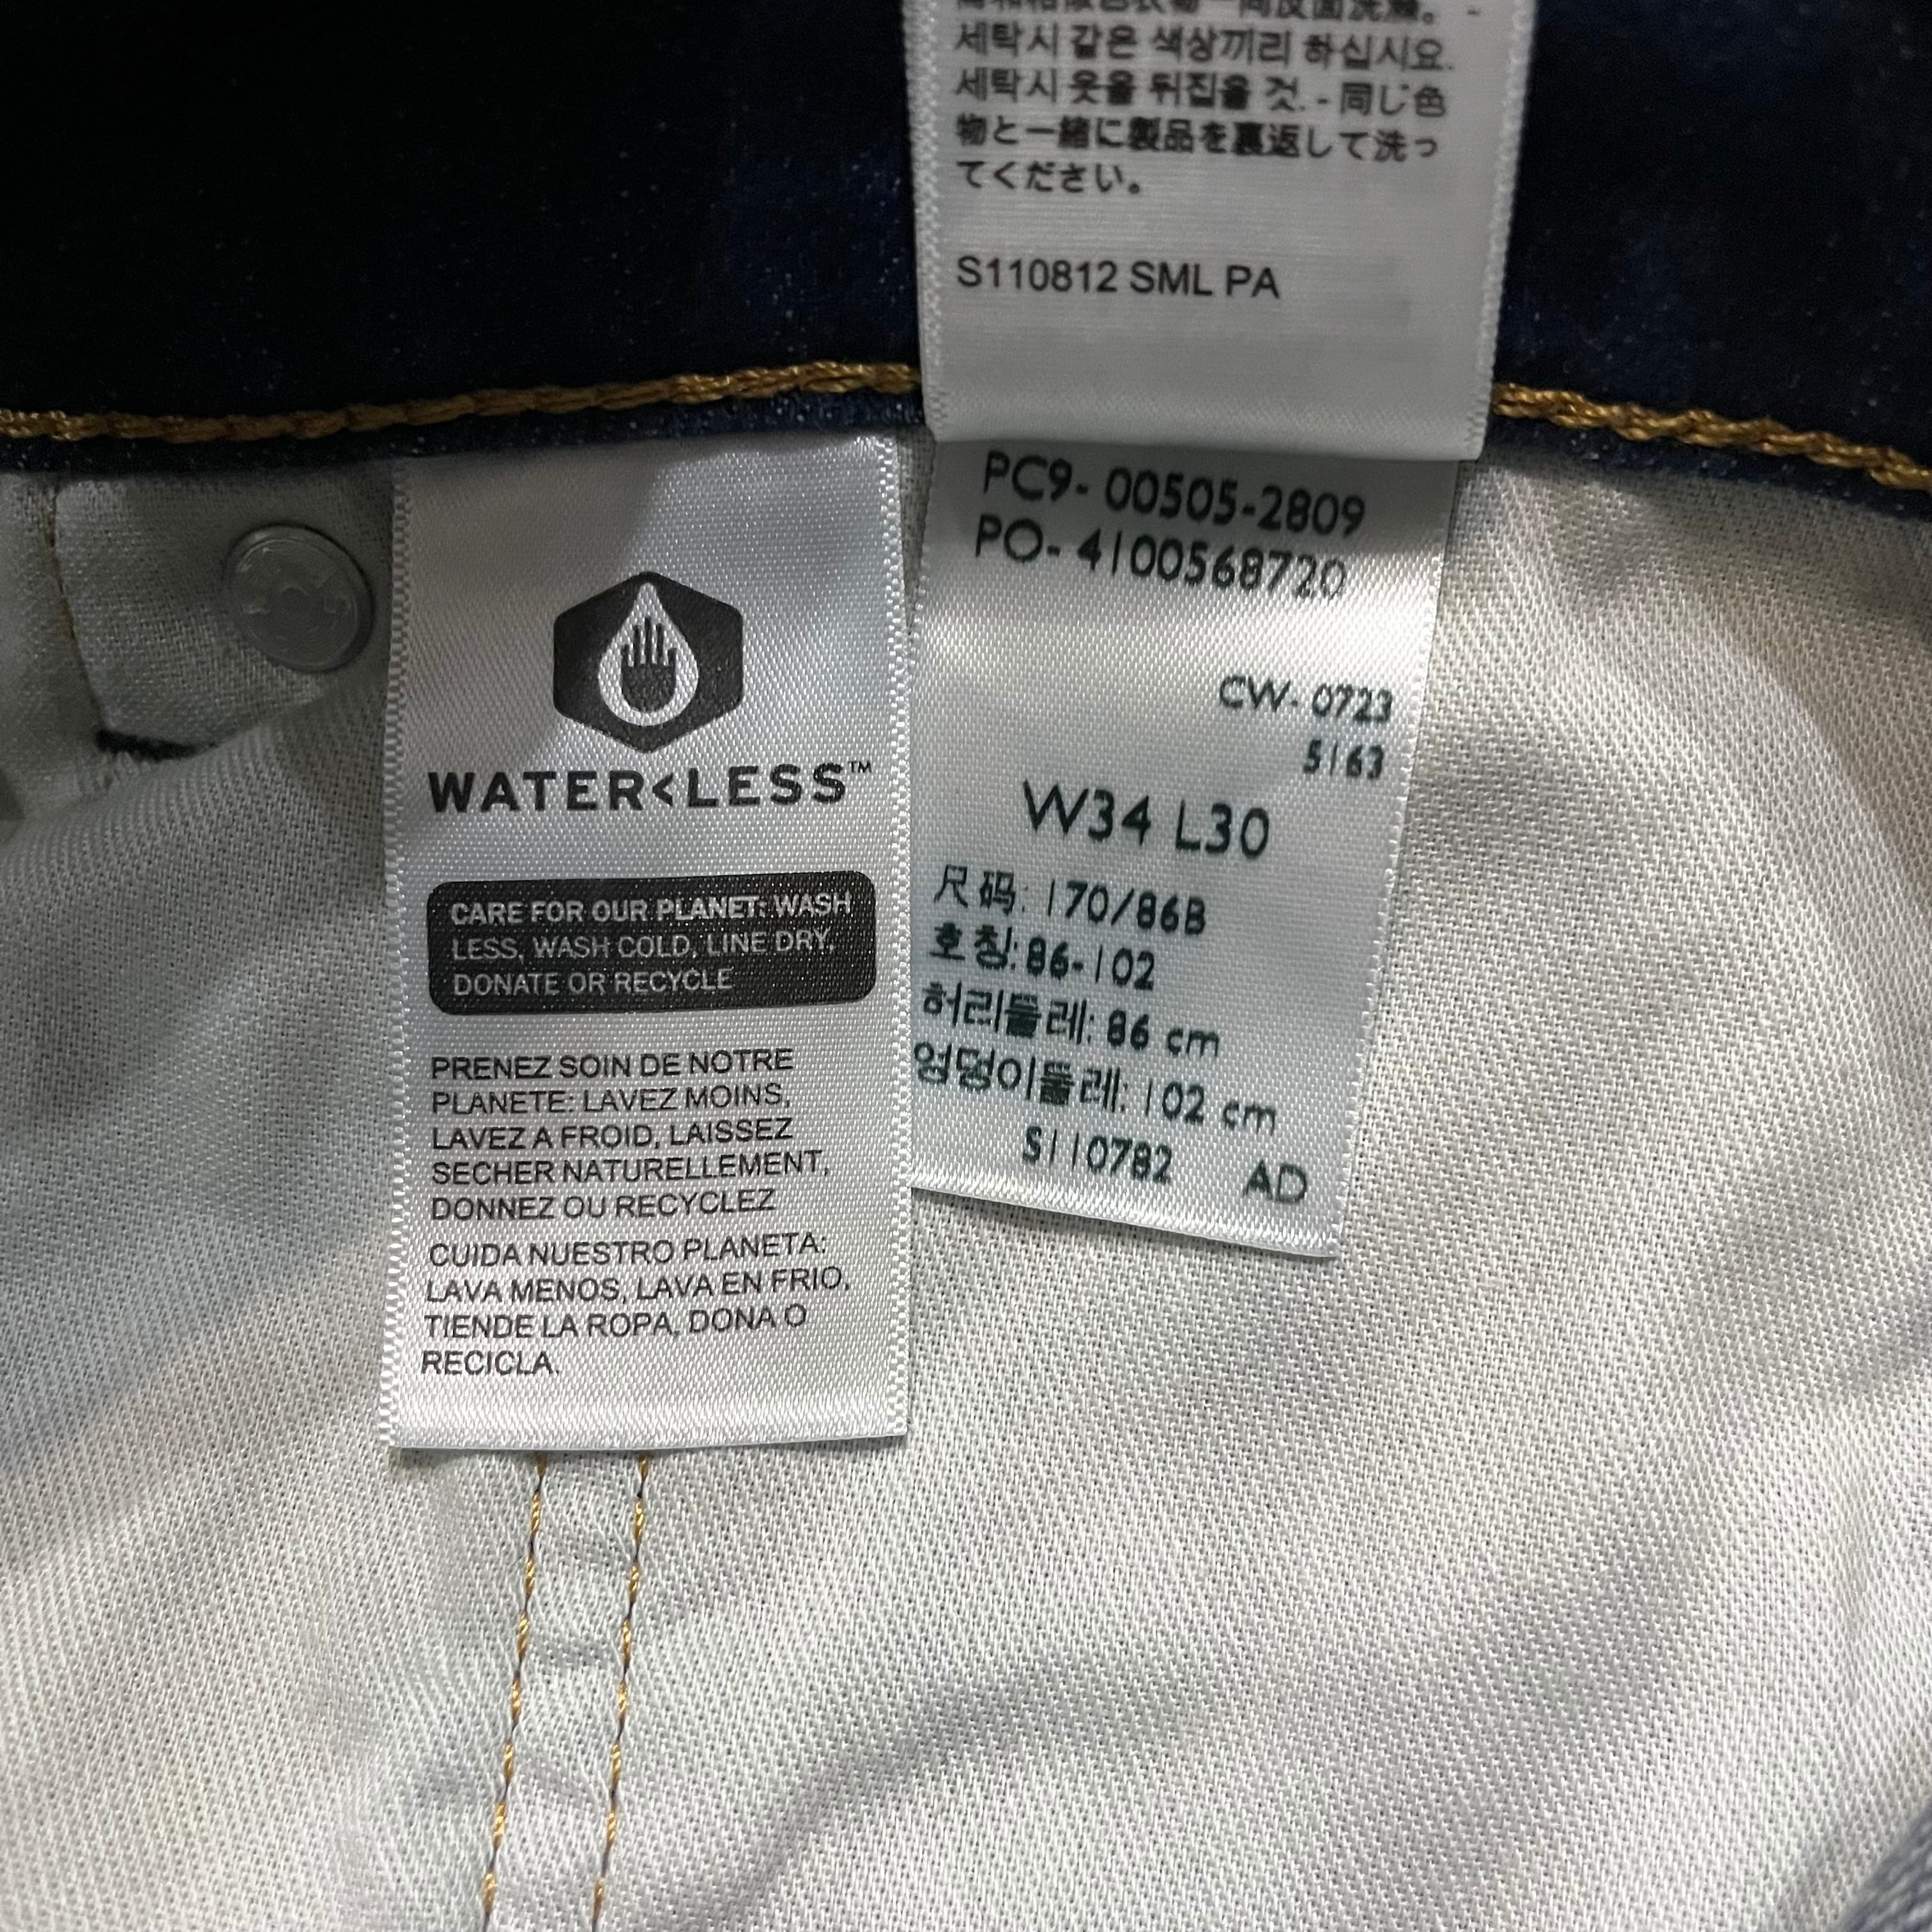 세탁시 같은 색상끼리 하십시요.
세탁시 옷을 뒤집을 것. - 同じ色
物と一緒に製品を裏返して洗っ
てください。
S110812 SML PA
PC9- 00505-2809
PO- 4100568720
CW- 0723
5163
W34 L30
尺码: 170/86B
호칭: 86-102
허리둘레: 86 cm
엉덩이둘레: 102 cm
S110782 AD
WATER<LESS™
CARE FOR OUR PLANET: WASH
LESS, WASH COLD, LINE DRY,
DONATE OR RECYCLE
PRENEZ SOIN DE NOTRE
PLANETE: LAVEZ MOINS,
LAVEZ A FROID, LAISSEZ
SECHER NATURELLEMENT,
DONNEZ OU RECYCLEZ
CUIDA NUESTRO PLANETA:
LAVA MENOS, LAVA EN FRIO,
TIENDE LA ROPA, DONA O
RECICLA.